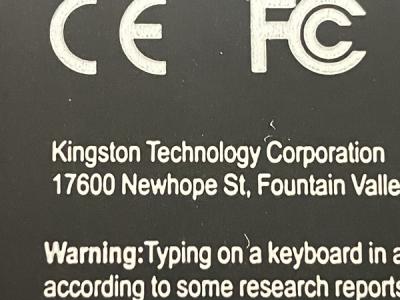 CE FC
Kingston Technology Corporation
17600 Newhope St, Fountain Valle
Warning:Typing on a keyboard in a
according to some research reports